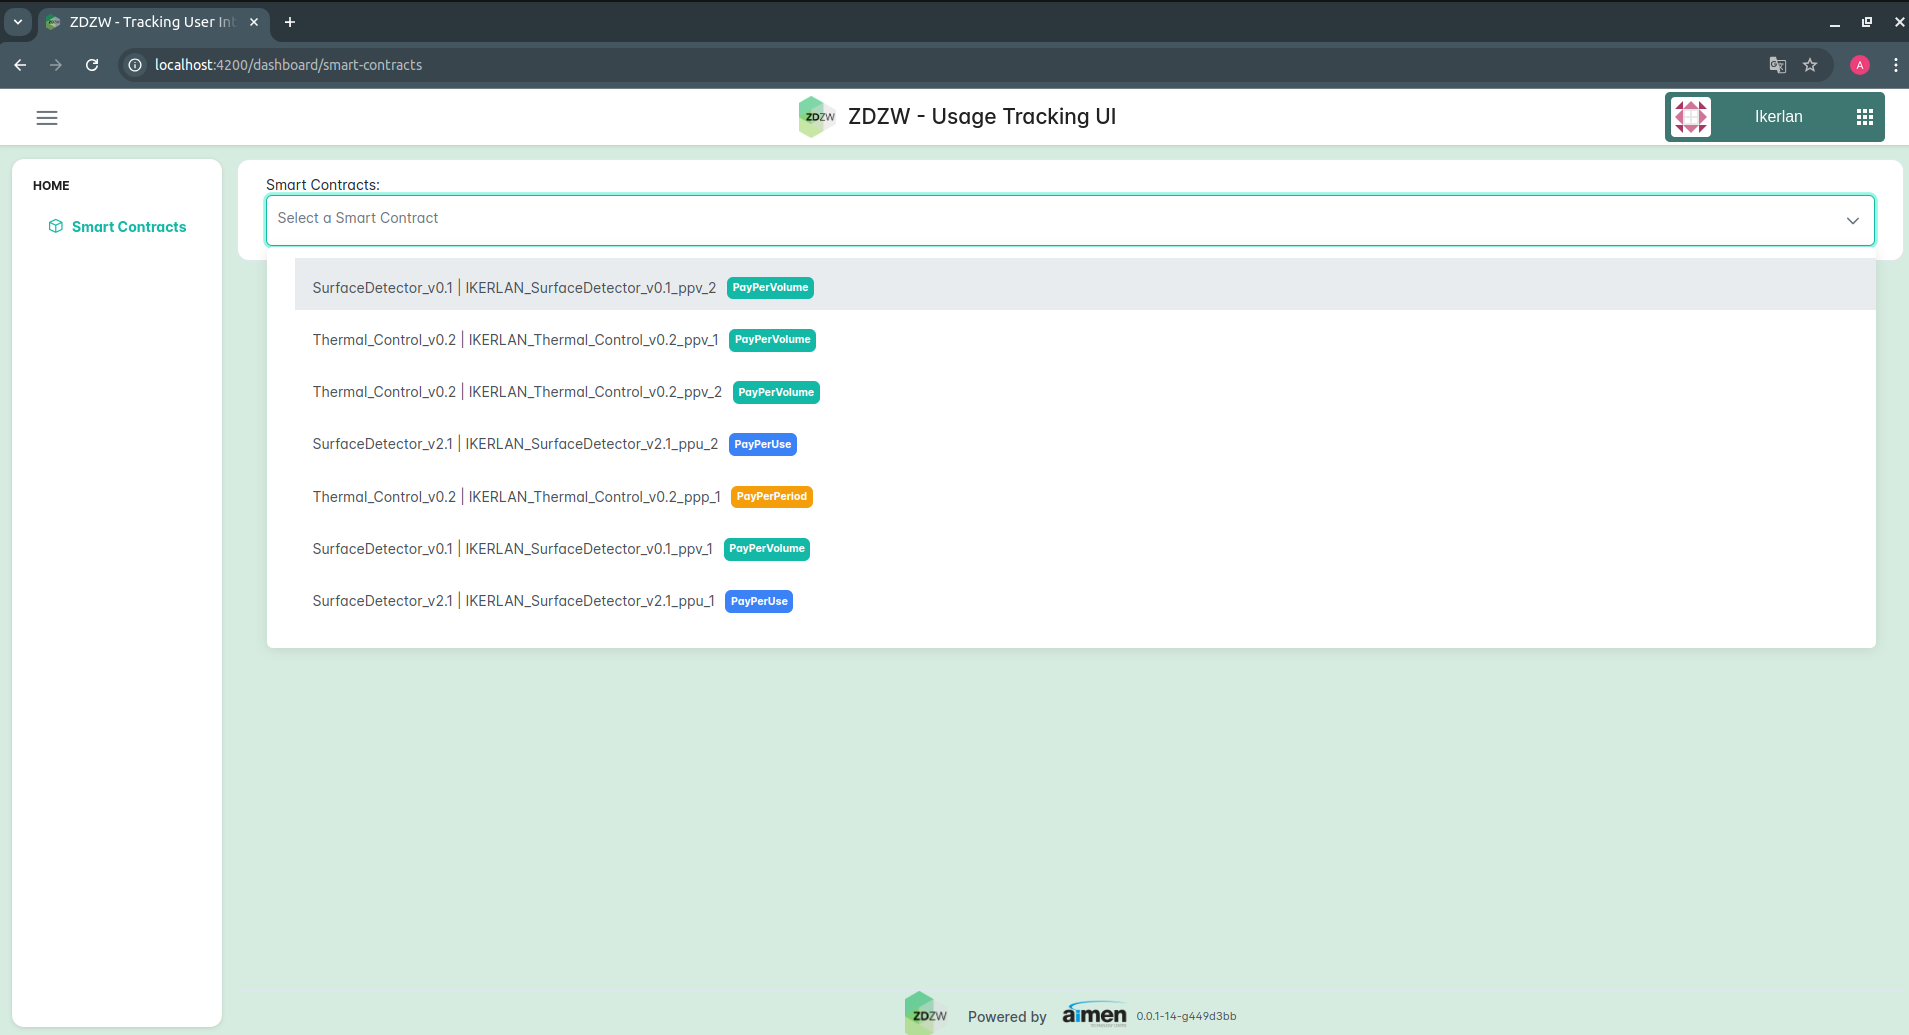 ZDZW - Tracking User Int
localhost:4200/dashboard/smart-contracts
A
ZDZW
ZDZW - Usage Tracking UI
Ikerlan
HOME
Smart Contracts
Smart Contracts:
Select a Smart Contract
SurfaceDetector_v0.1 | IKERLAN_SurfaceDetector_v0.1_ppv_2 PayPerVolume
Thermal_Control_v0.2 | IKERLAN_Thermal_Control_v0.2_ppv_1 PayPerVolume
Thermal_Control_v0.2 | IKERLAN_Thermal_Control_v0.2_ppv_2 PayPerVolume
SurfaceDetector_v2.1 | IKERLAN_SurfaceDetector_v2.1_ppu_2 PayPerUse
Thermal_Control_v0.2 | IKERLAN_Thermal_Control_v0.2_ppp_1 PayPerPeriod
SurfaceDetector_v0.1 | IKERLAN_SurfaceDetector_v0.1_ppv_1 PayPerVolume
SurfaceDetector_v2.1 | IKERLAN_SurfaceDetector_v2.1_ppu_1 PayPerUse
ZDZW Powered by aimen 0.0.1-14-g449d3bb